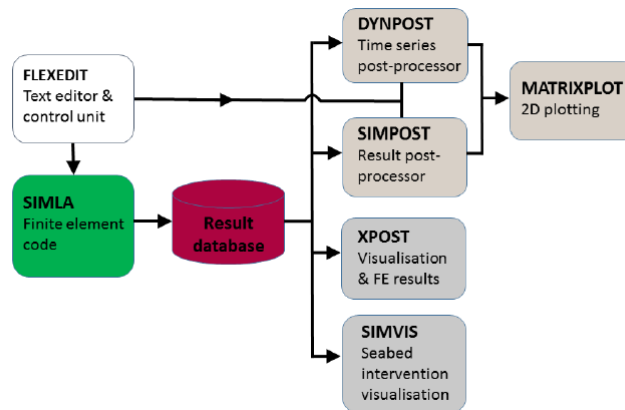 FLEXEDIT
Text editor &
control unit
SIMLA
Finite element
code
Result
database
DYNPOST
Time series
post-processor
SIMPOST
Result post-
processor
XPOST
Visualisation
& FE results
SIMVIS
Seabed
intervention
visualisation
MATRIXPLOT
2D plotting